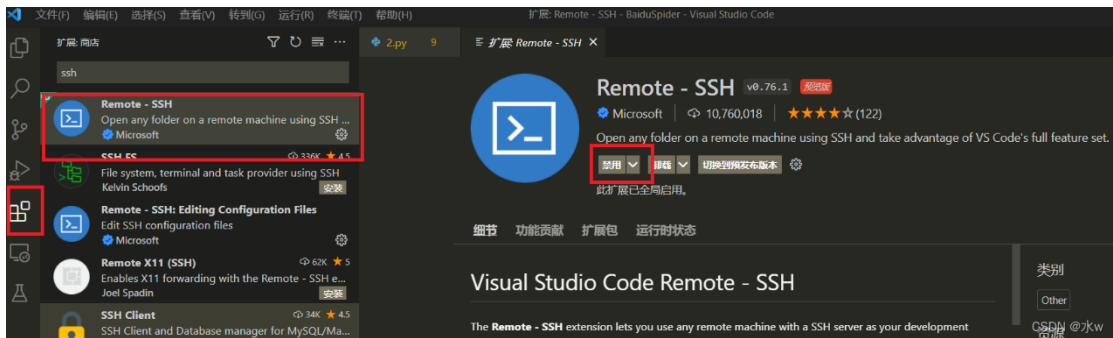 文件(F) 编辑(E) 选择(S) 查看(V) 转到(G) 运行(R) 终端(T) 帮助(H) 扩展: Remote - SSH - BaiduSpider - Visual Studio Code
扩展: 商店
ssh
Remote - SSH
Open any folder on a remote machine using SSH ...
Microsoft
SSH FS 336K 4.5
File system, terminal and task provider using SSH
Kelvin Schoofs 安装
Remote - SSH: Editing Configuration Files
Edit SSH configuration files
Microsoft
Remote X11 (SSH) 62K 5
Enables X11 forwarding with the Remote - SSH e...
Joel Spadin 安装
SSH Client 34K 4.5
SSH Client and Database manager for MySQL/Ma...
2.py 9 扩展: Remote - SSH
Remote - SSH v0.76.1 预览版
Microsoft 10,760,018 (122)
Open any folder on a remote machine using SSH and take advantage of VS Code's full feature set.
禁用 卸载 切换到预发布版本
此扩展已全局启用。
细节 功能贡献 扩展包 运行时状态
Visual Studio Code Remote - SSH
The Remote - SSH extension lets you use any remote machine with a SSH server as your development
类别
Other
资源
CSDN @水kw